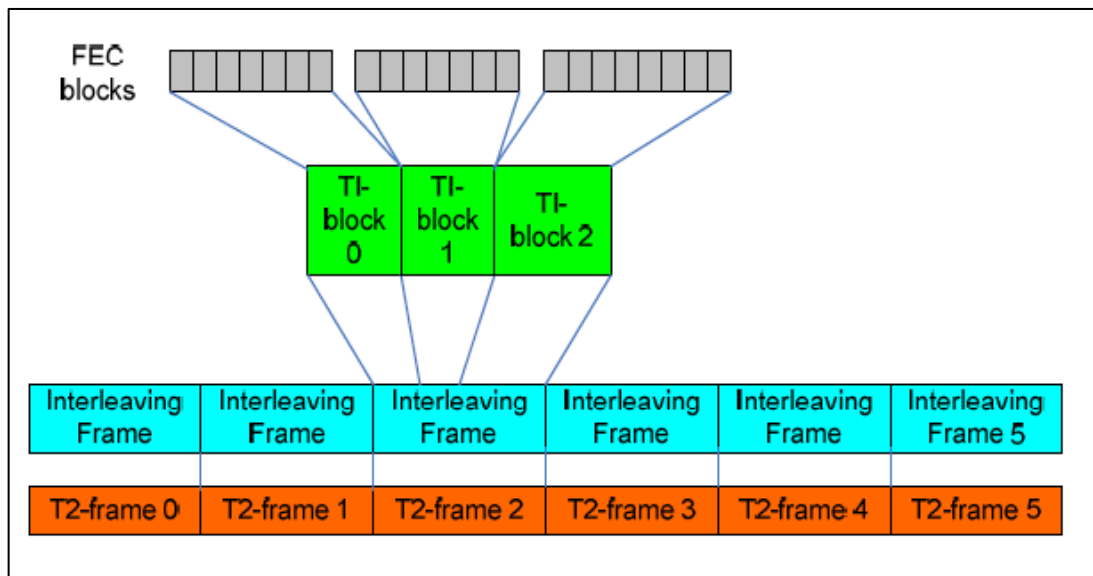 FEC
blocks
TI-
block
0
TI-
block
1
TI-
block 2
Interleaving
Frame
Interleaving
Frame
Interleaving
Frame
Interleaving
Frame
Interleaving
Frame
Interleaving
Frame 5
T2-frame 0
T2-frame 1
T2-frame 2
T2-frame 3
T2-frame 4
T2-frame 5